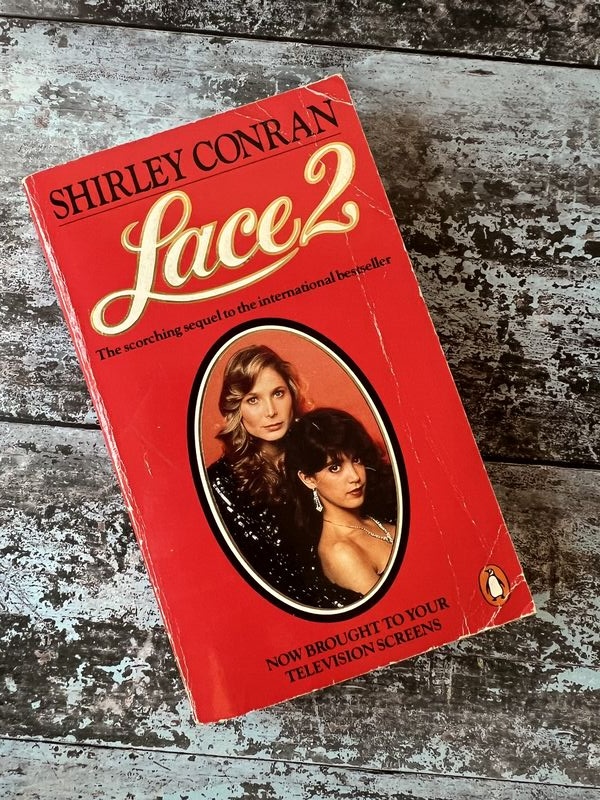 SHIRLEY CONRAN
Lace 2
The scorching sequel to the international bestseller
NOW BROUGHT TO YOUR
TELEVISION SCREENS